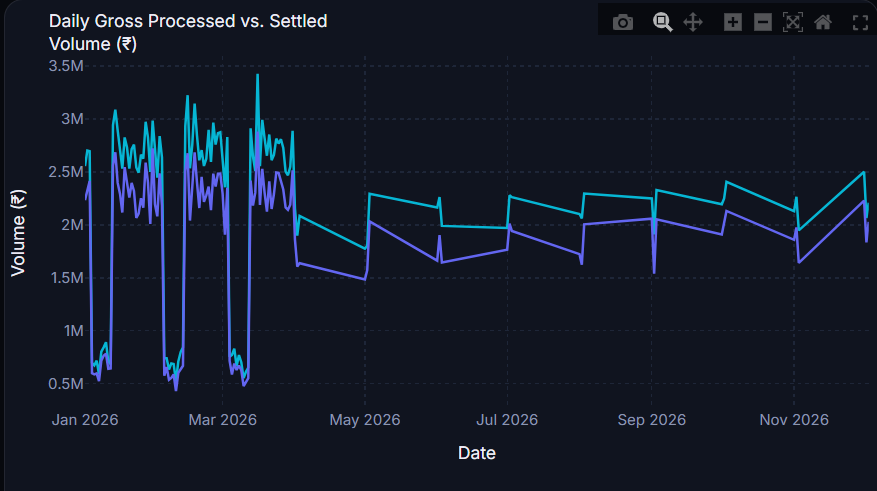 Daily Gross Processed vs. Settled
Volume (₹)
3.5M
3M
2.5M
2M
1.5M
1M
0.5M
Volume (₹)
Jan 2026
Mar 2026
May 2026
Jul 2026
Sep 2026
Nov 2026
Date